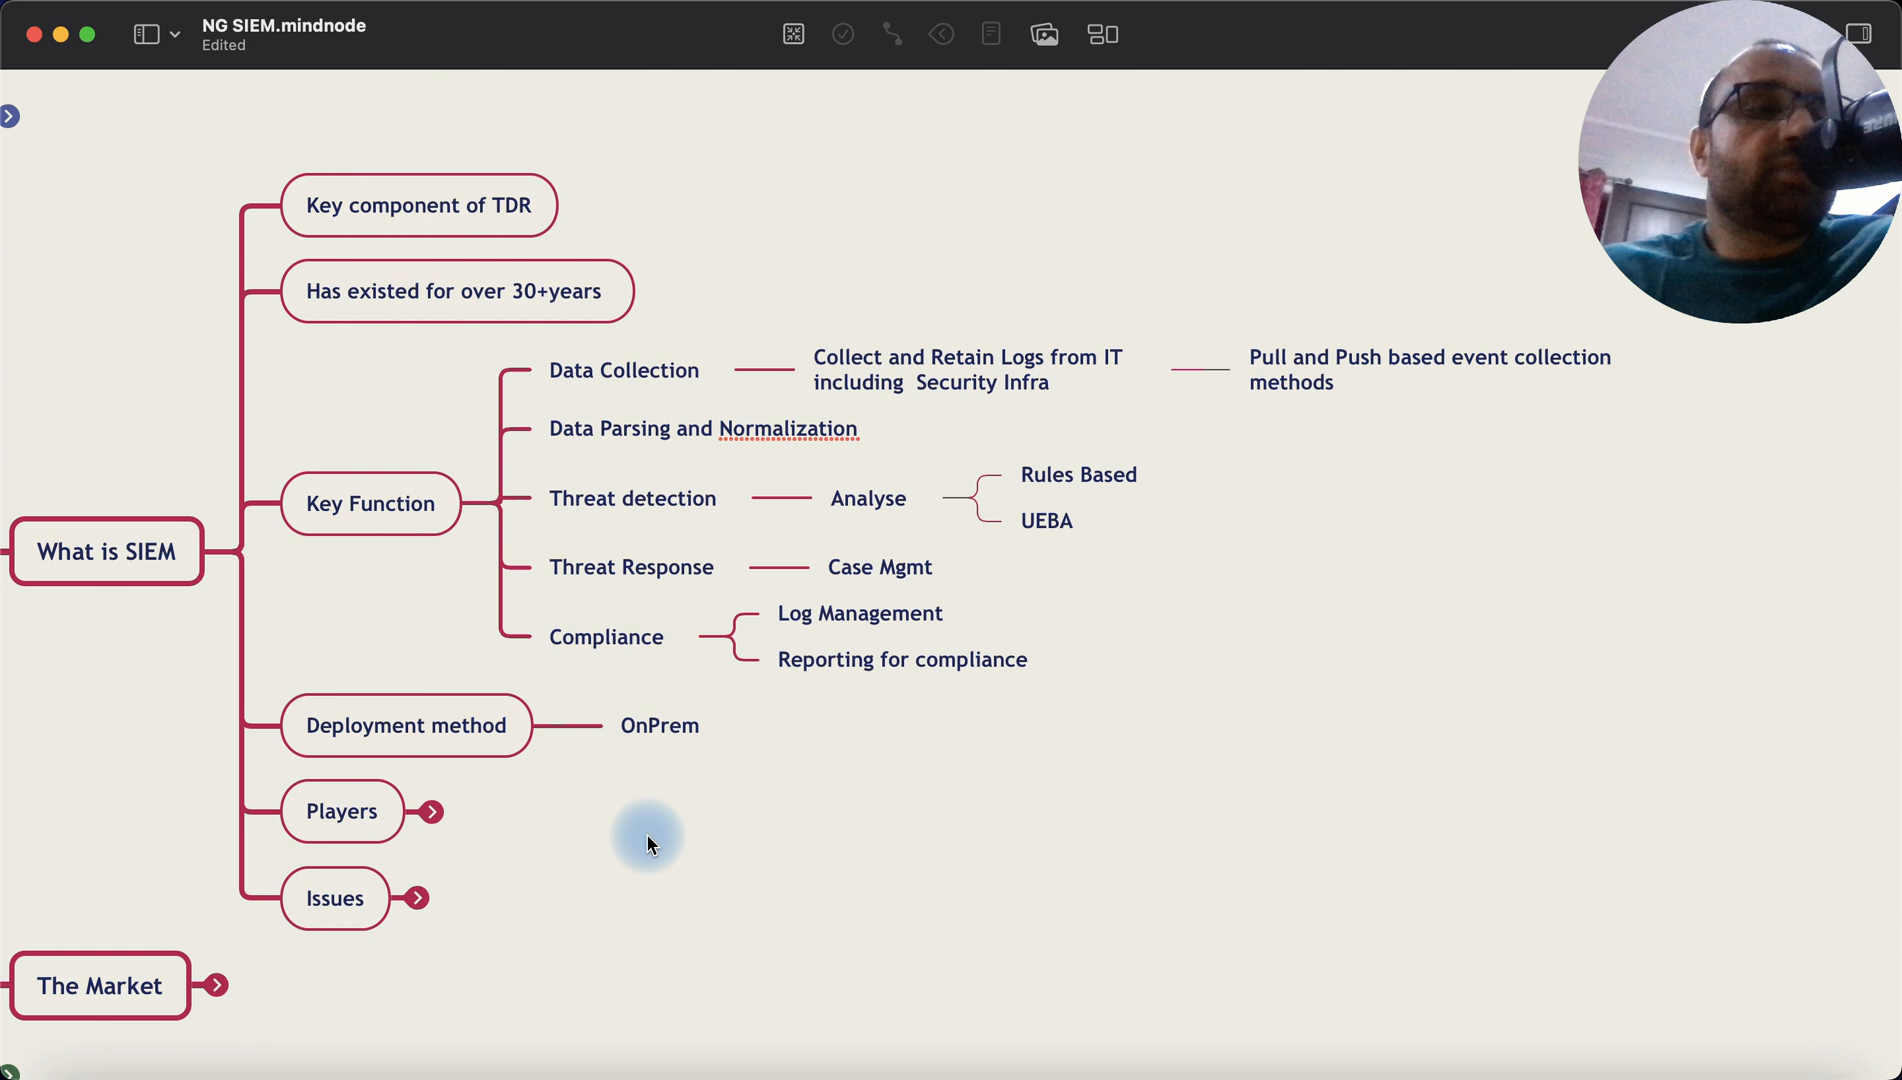 NG SIEM.mindnode
Edited
Key component of TDR
Has existed for over 30+years
Data Collection
Collect and Retain Logs from IT
including  Security Infra
Pull and Push based event collection
methods
Data Parsing and Normalization
Key Function
Threat detection
Analyse
Rules Based
UEBA
What is SIEM
Threat Response
Case Mgmt
Compliance
Log Management
Reporting for compliance
Deployment method
OnPrem
Players
Issues
The Market